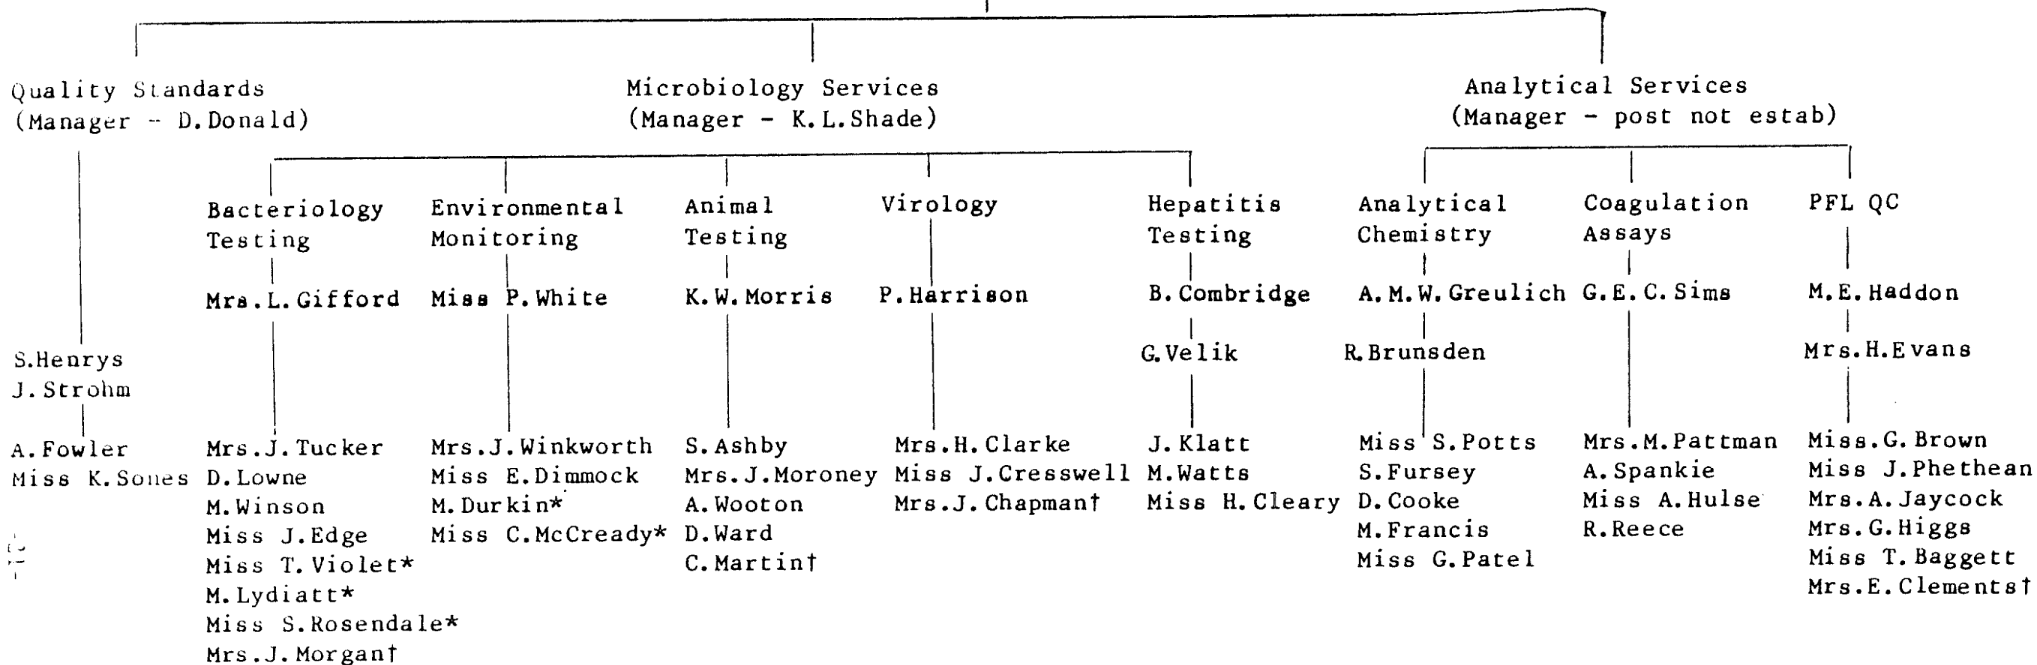 Quality Standards
(Manager - D.Donald)
Microbiology Services
(Manager - K.L.Shade)
Analytical Services
(Manager - post not estab)
Bacteriology
Testing
Environmental
Monitoring
Animal
Testing
Virology
Hepatitis
Testing
Analytical
Chemistry
Coagulation
Assays
PFL QC
Mrs.L.Gifford
Miss P.White
K.W.Morris
P.Harrison
B.Combridge
A.M.W.Greulich
G.E.C.Sims
M.E.Haddon
S.Henrys
J.Strohm
G.Velik
R.Brunsden
Mrs.H.Evans
A.Fowler
Miss K.Sones
Mrs.J.Tucker
D.Lowne
M.Winson
Miss J.Edge
Miss T.Violet*
M.Lydiatt*
Miss S.Rosendale*
Mrs.J.Morgan†
Mrs.J.Winkworth
Miss E.Dimmock
M.Durkin*
Miss C.McCready*
S.Ashby
Mrs.J.Moroney
A.Wooton
D.Ward
C.Martin†
Mrs.H.Clarke
Miss J.Cresswell
Mrs.J.Chapman†
J.Klatt
M.Watts
Miss H.Cleary
Miss S.Potts
S.Fursey
D.Cooke
M.Francis
Miss G.Patel
Mrs.M.Pattman
A.Spankie
Miss A.Hulse
R.Reece
Miss.G.Brown
Miss J.Phethean
Mrs.A.Jaycock
Mrs.G.Higgs
Miss T.Baggett
Mrs.E.Clements†